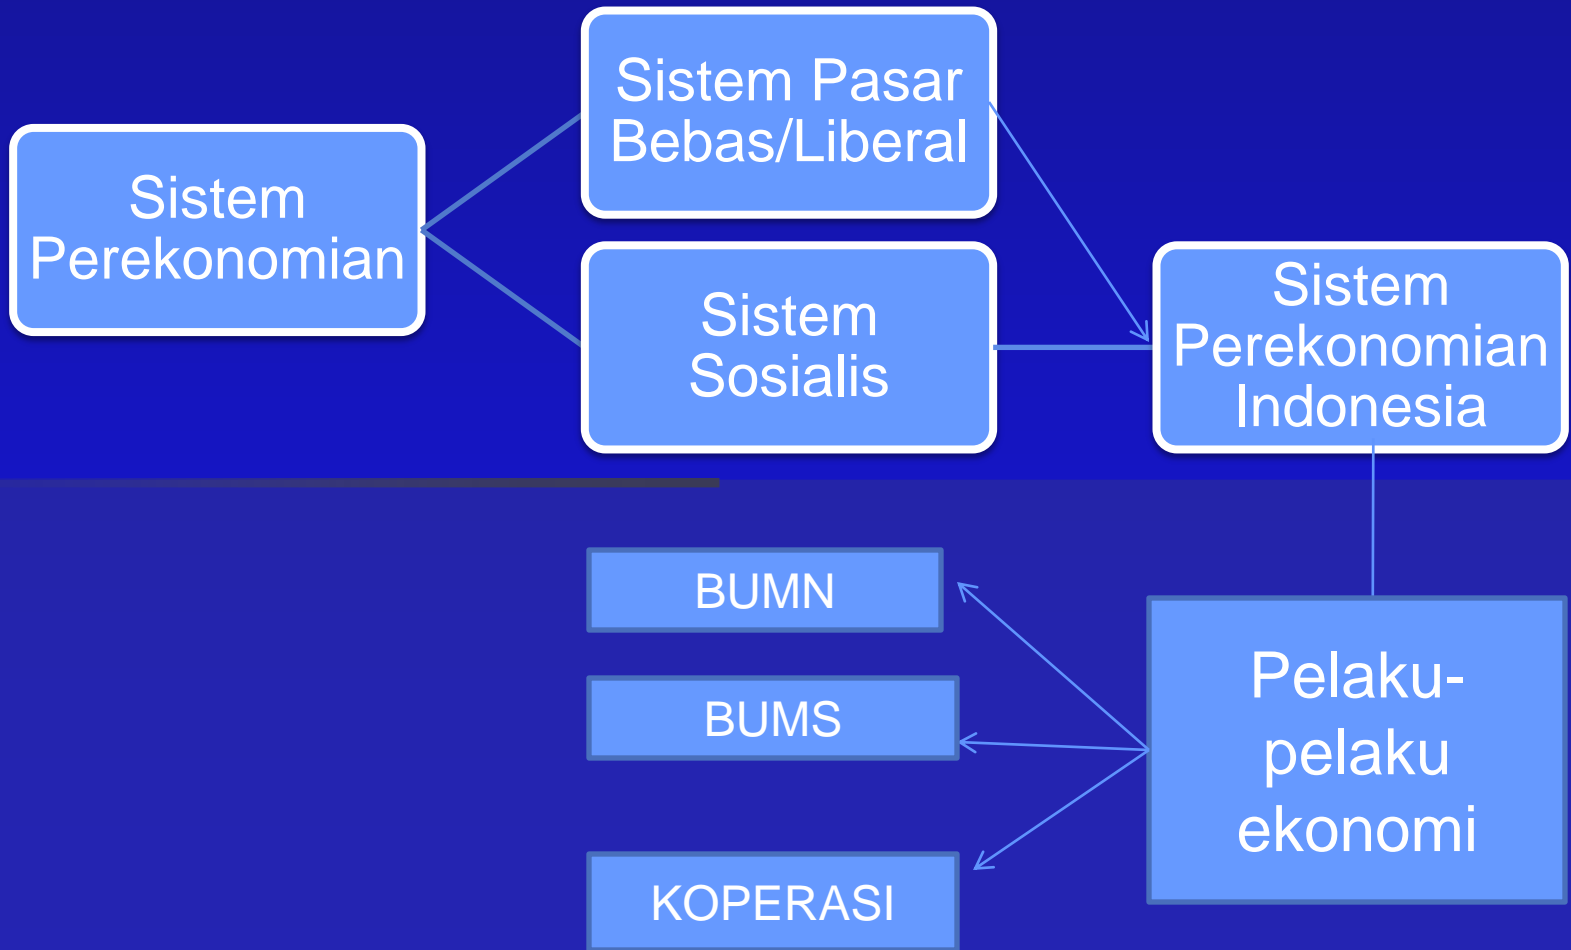 Sistem
Perekonomian
Sistem Pasar
Bebas/Liberal
Sistem
Sosialis
Sistem
Perekonomian
Indonesia
BUMN
BUMS
KOPERASI
Pelaku-
pelaku
ekonomi